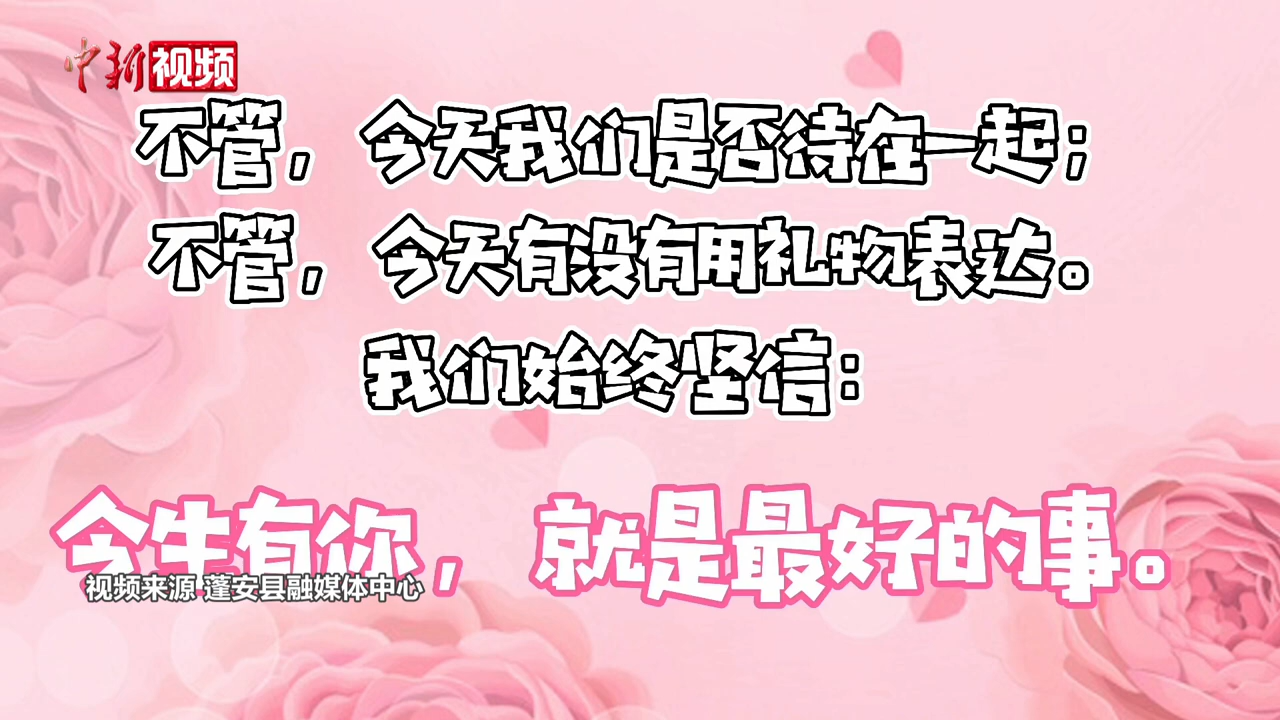 中新视频
不管，今天我们是否待在一起；
不管，今天有没有用礼物表达。
我们始终坚信：
今生有你，就是最好的事。
视频来源 蓬安县融媒体中心